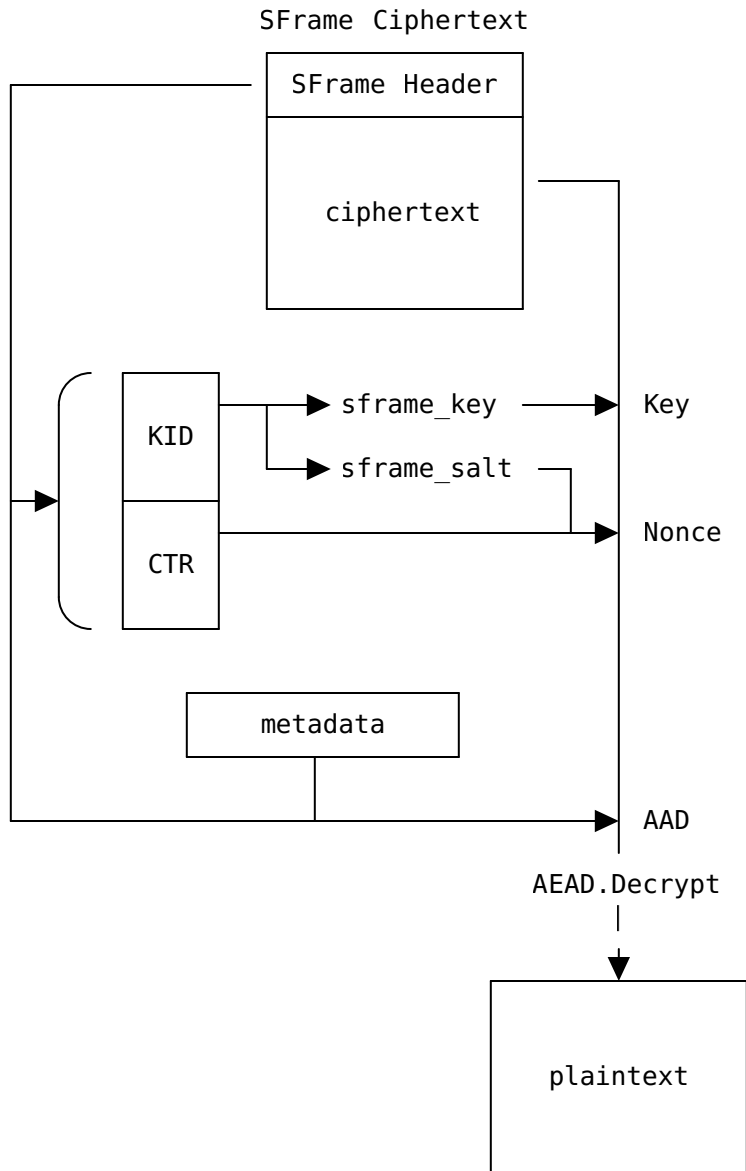 SFrame Ciphertext
SFrame Header
ciphertext
sframe_key
Key
KID
sframe_salt
Nonce
CTR
metadata
AAD
AEAD.Decrypt
plaintext